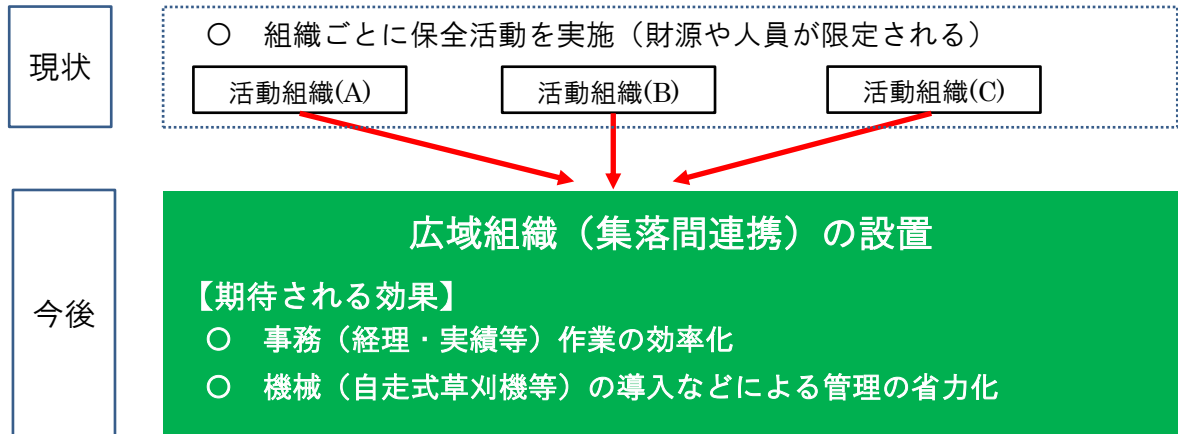 現状
○ 組織ごとに保全活動を実施（財源や人員が限定される）
活動組織(A)
活動組織(B)
活動組織(C)
今後
広域組織（集落間連携）の設置
【期待される効果】
○ 事務（経理・実績等）作業の効率化
○ 機械（自走式草刈機等）の導入などによる管理の省力化